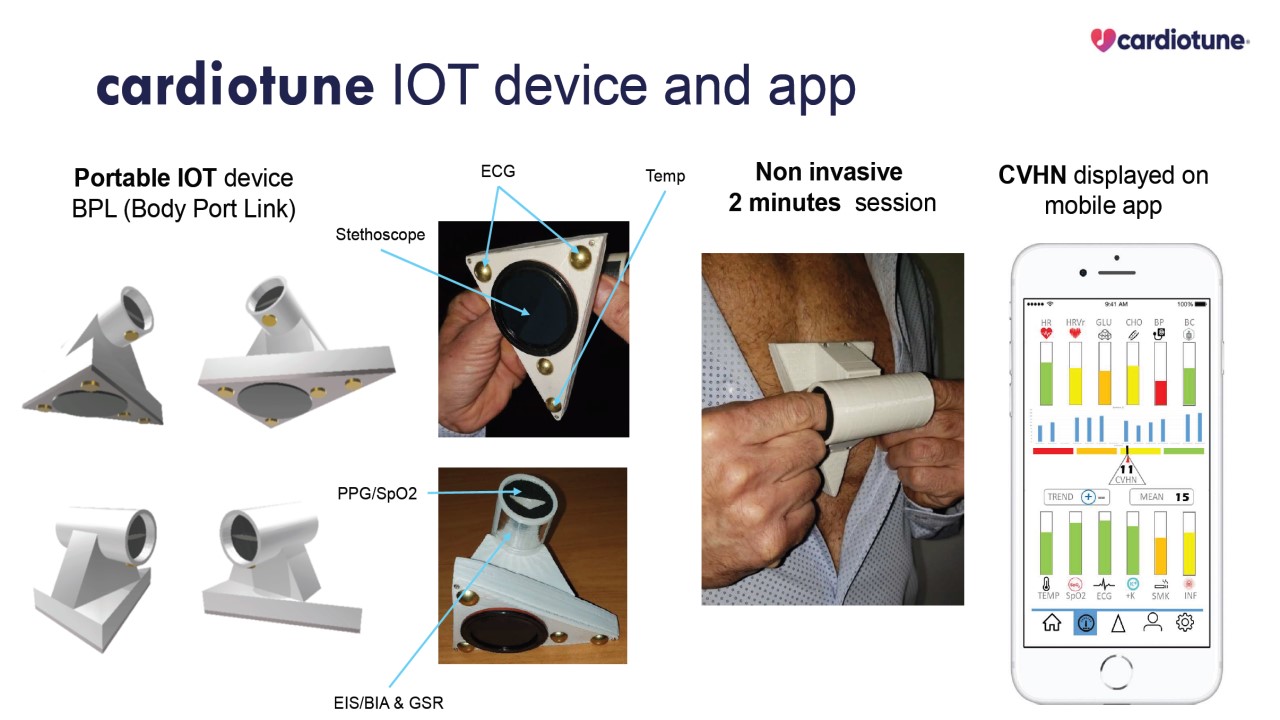 cardiotune
cardiotune IOT device and app
Portable IOT device
BPL (Body Port Link)
ECG
Temp
Stethoscope
PPG/SpO2
EIS/BIA & GSR
Non invasive
2 minutes session
CVHN displayed on
mobile app
9:41 AM 100%
HR HRVr GLU CHO BP BC
11
CVHN
TREND + − MEAN 15
TEMP SpO2 ECG +K SMK INF